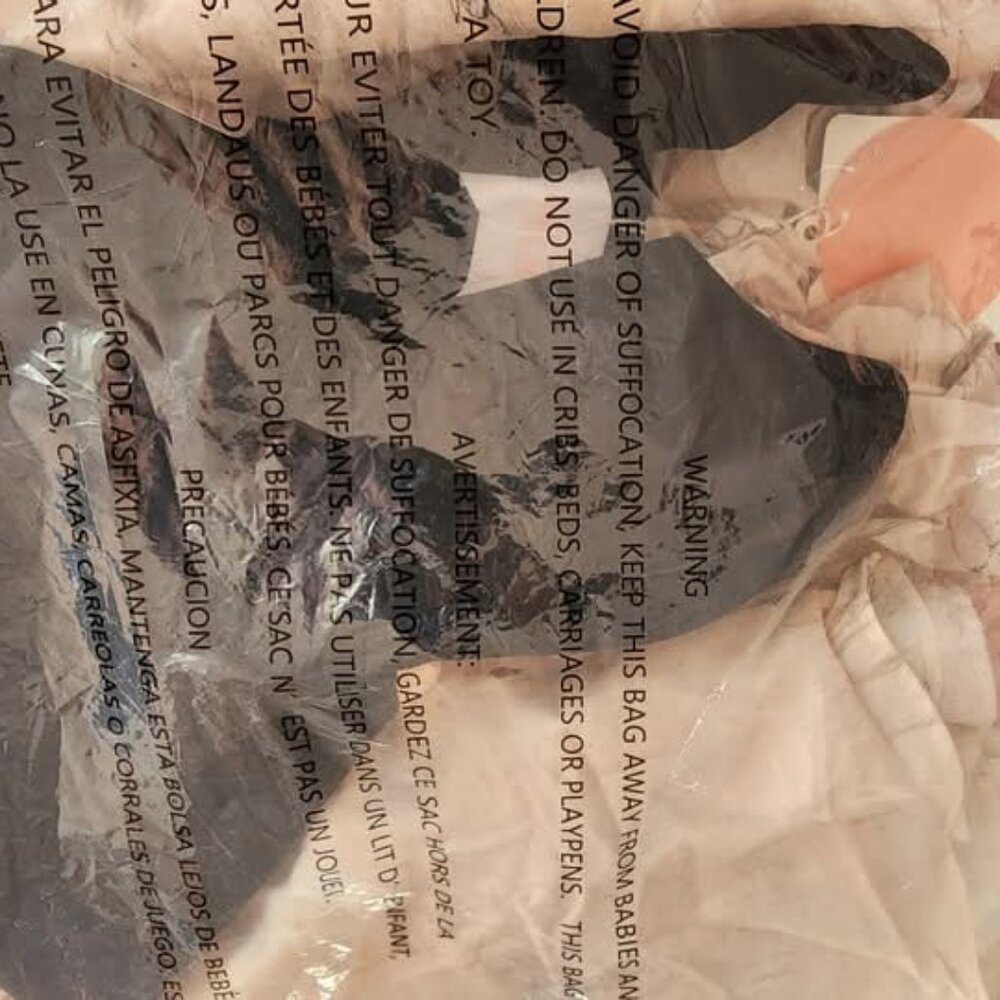 WARNING
AVOID DANGER OF SUFFOCATION, KEEP THIS BAG AWAY FROM BABIES AN
LDREN. DO NOT USE IN CRIBS, BEDS, CARRIAGES OR PLAYPENS. THIS BAG
A TOY.
AVERTISSEMENT:
UR EVITER TOUT DANGER DE SUFFOCATION, GARDEZ CE SAC HORS DE LA
RTÉE DES BÉBÉS ET DES ENFANTS. NE PAS UTILISER DANS UN LIT D' ENFANT,
S, LANDAUS OU PARCS POUR BÉBÉS. CE SAC N' EST PAS UN JOUET.
PRECAUCION
ARA EVITAR EL PELIGRO DE ASFIXIA, MANTENGA ESTA BOLSA LEJOS DE BEBÉ
NO LA USE EN CUNAS, CAMAS, CARREOLAS O CORRALES DE JUEGO. ES